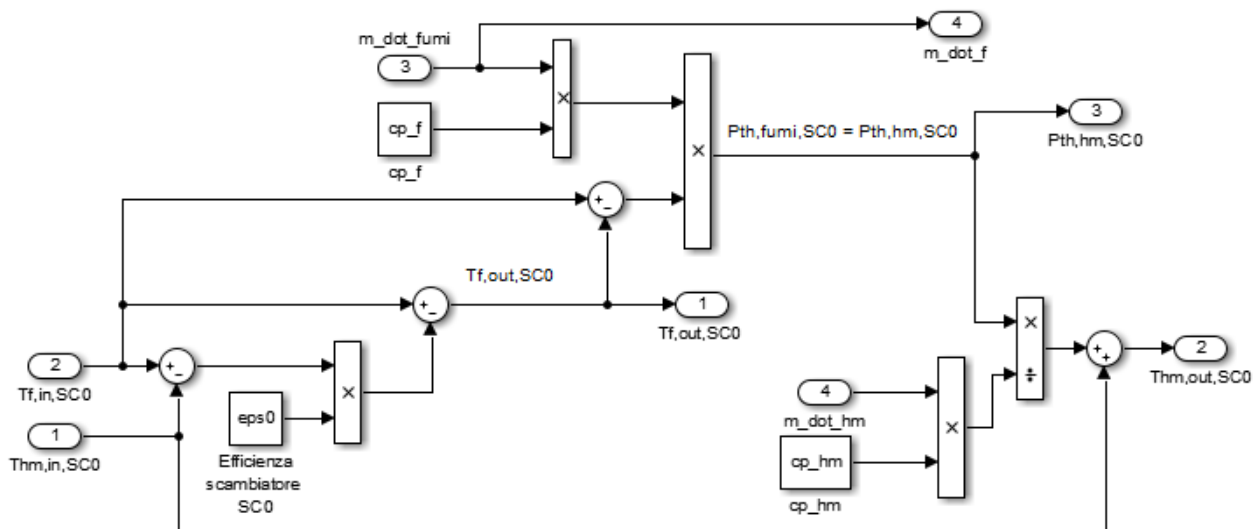 m_dot_fumi
3
4
m_dot_f
cp_f
cp_f
×
×
Pth,fumi,SC0 = Pth,hm,SC0
3
Pth,hm,SC0
+-
Tf,out,SC0
+-
1
Tf,out,SC0
2
Tf,in,SC0
+-
×
eps0
1
Thm,in,SC0
Efficienza
scambiatore
SC0
4
m_dot_hm
cp_hm
cp_hm
×
×
÷
++
2
Thm,out,SC0